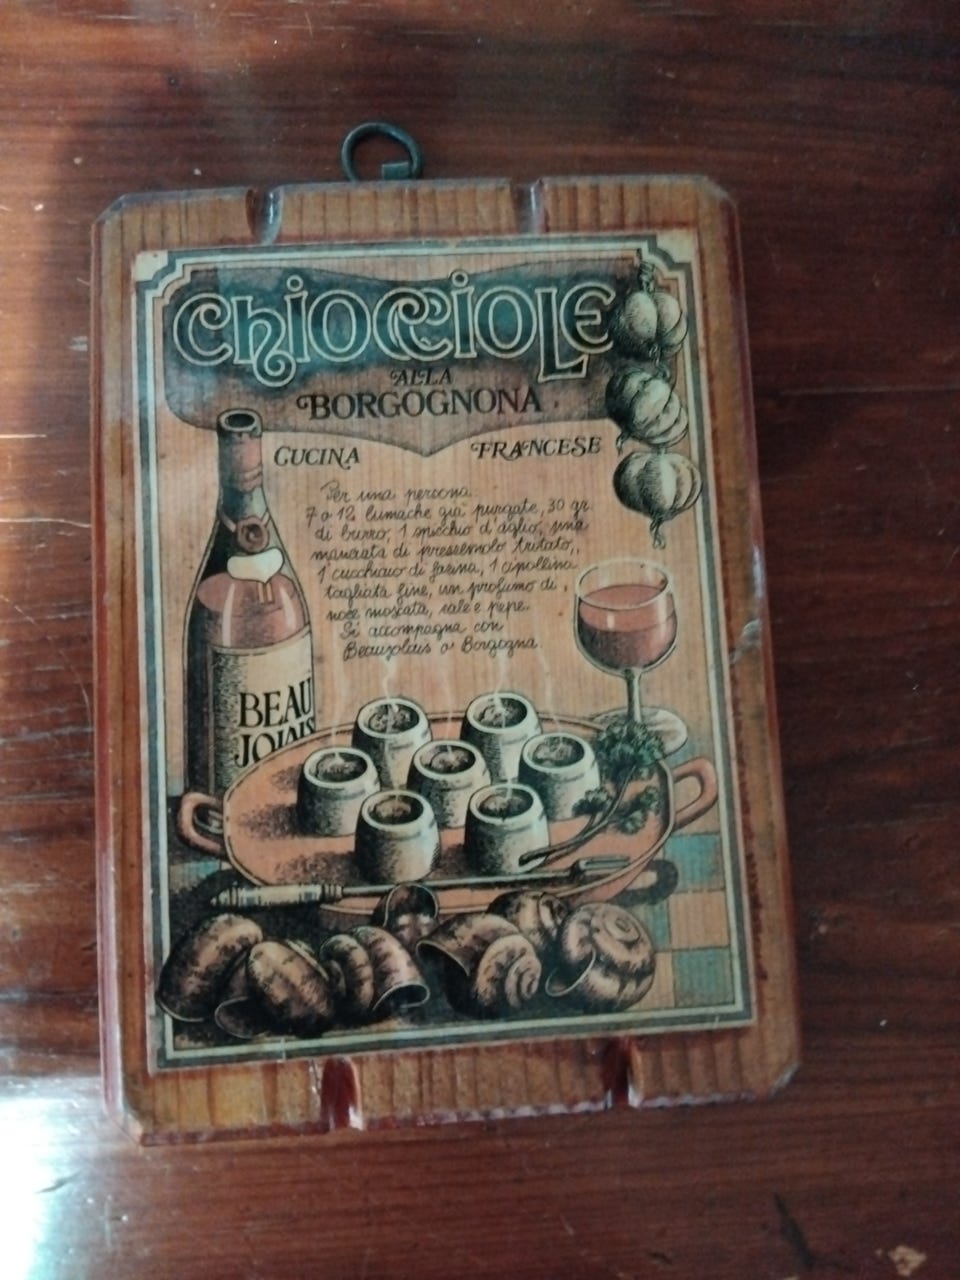 CHIOCCIOLE
ALLA
BORGOGNONA
CUCINA FRANCESE
Per una persona:
7 o 12 lumache già purgate, 30 gr.
di burro, 1 spicchio d'aglio, una
manciata di prezzemolo tritato,
1 cucchiaio di farina, 1 cipollina
tagliata fine, un profumo di
noce moscata, sale e pepe.
Si accompagna con
Beaujolais o Borgogna.
BEAU
JOLAIS